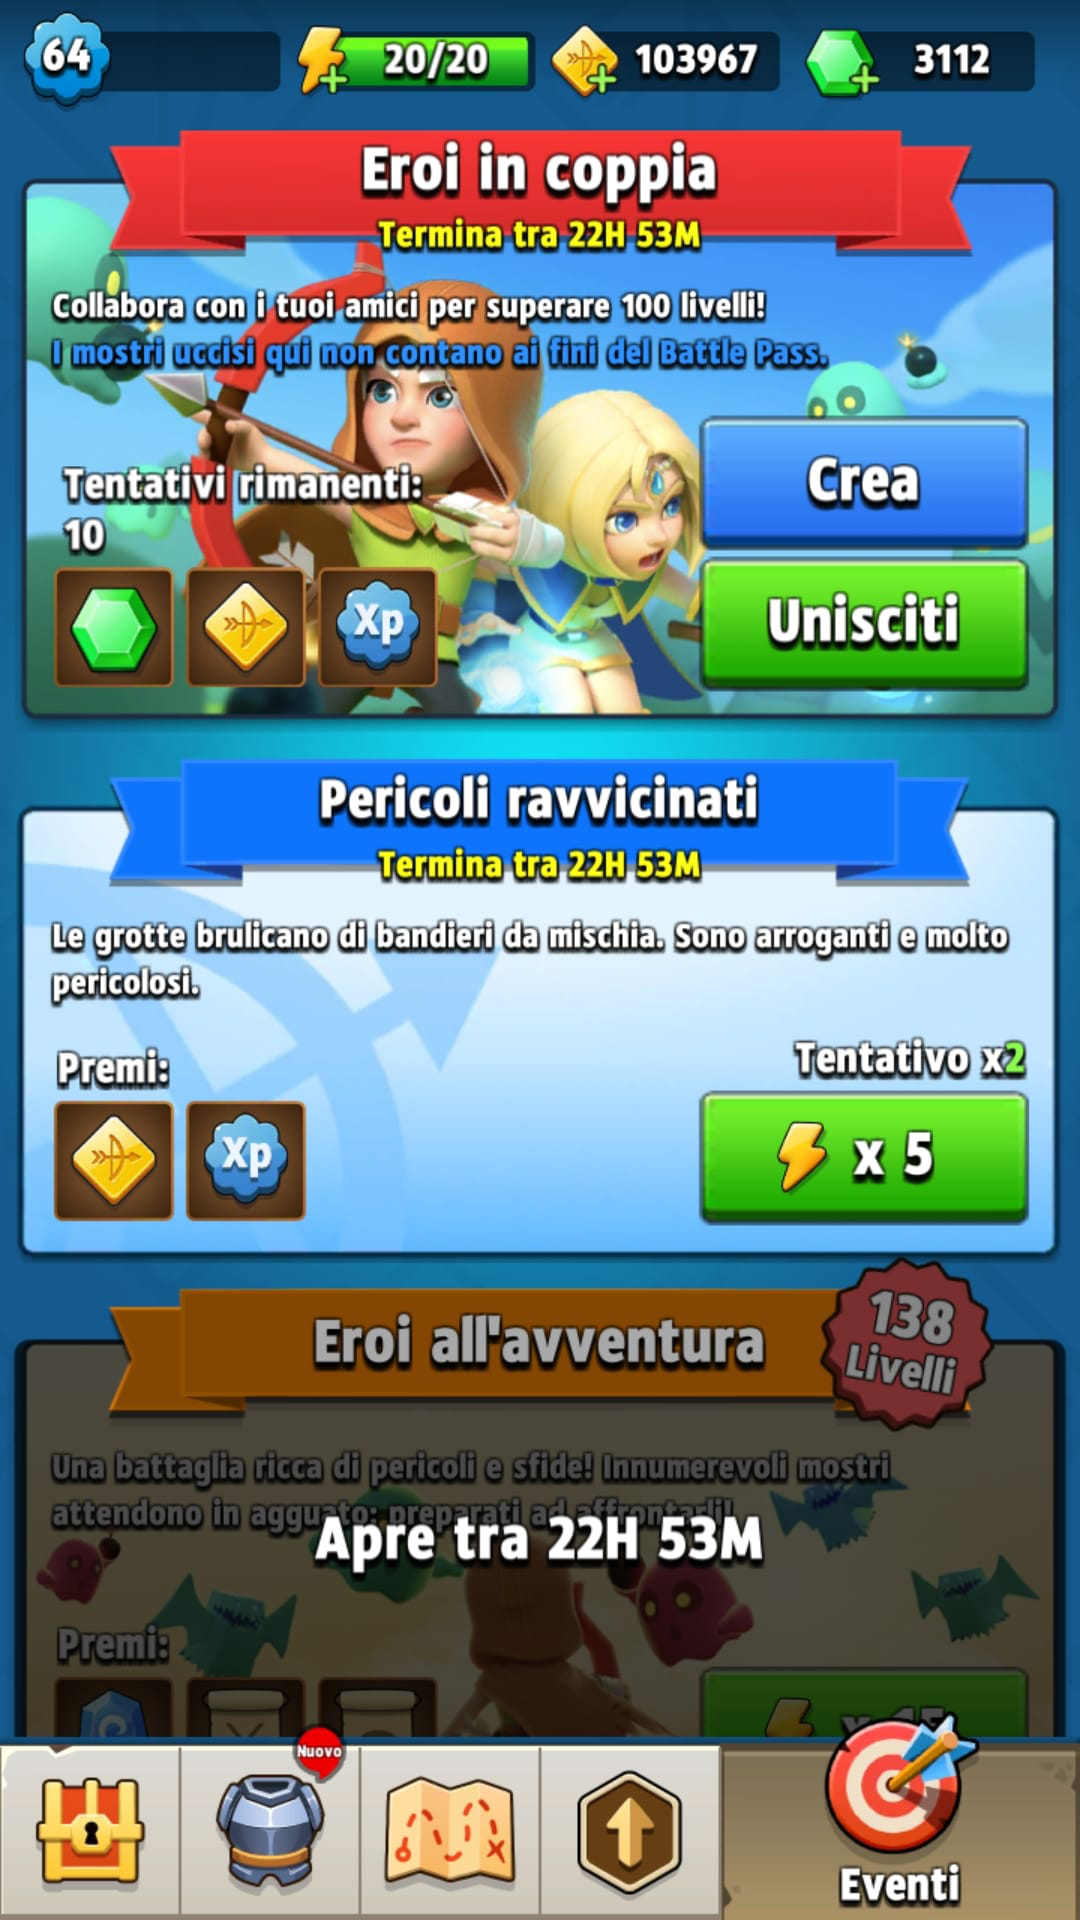 64
20/20
103967
3112
Eroi in coppia
Termina tra 22H 53M
Collabora con i tuoi amici per superare 100 livelli!
I mostri uccisi qui non contano ai fini del Battle Pass.
Tentativi rimanenti:
10
Crea
Unisciti
Xp
Pericoli ravvicinati
Termina tra 22H 53M
Le grotte brulicano di bandieri da mischia. Sono arroganti e molto
pericolosi.
Premi:
Tentativo x2
Xp
x 5
Eroi all'avventura
138
Livelli
Una battaglia ricca di pericoli e sfide! Innumerevoli mostri
attendono in agguato: preparati ad affrontarli!
Apre tra 22H 53M
Premi:
x 15
Nuovo
Eventi